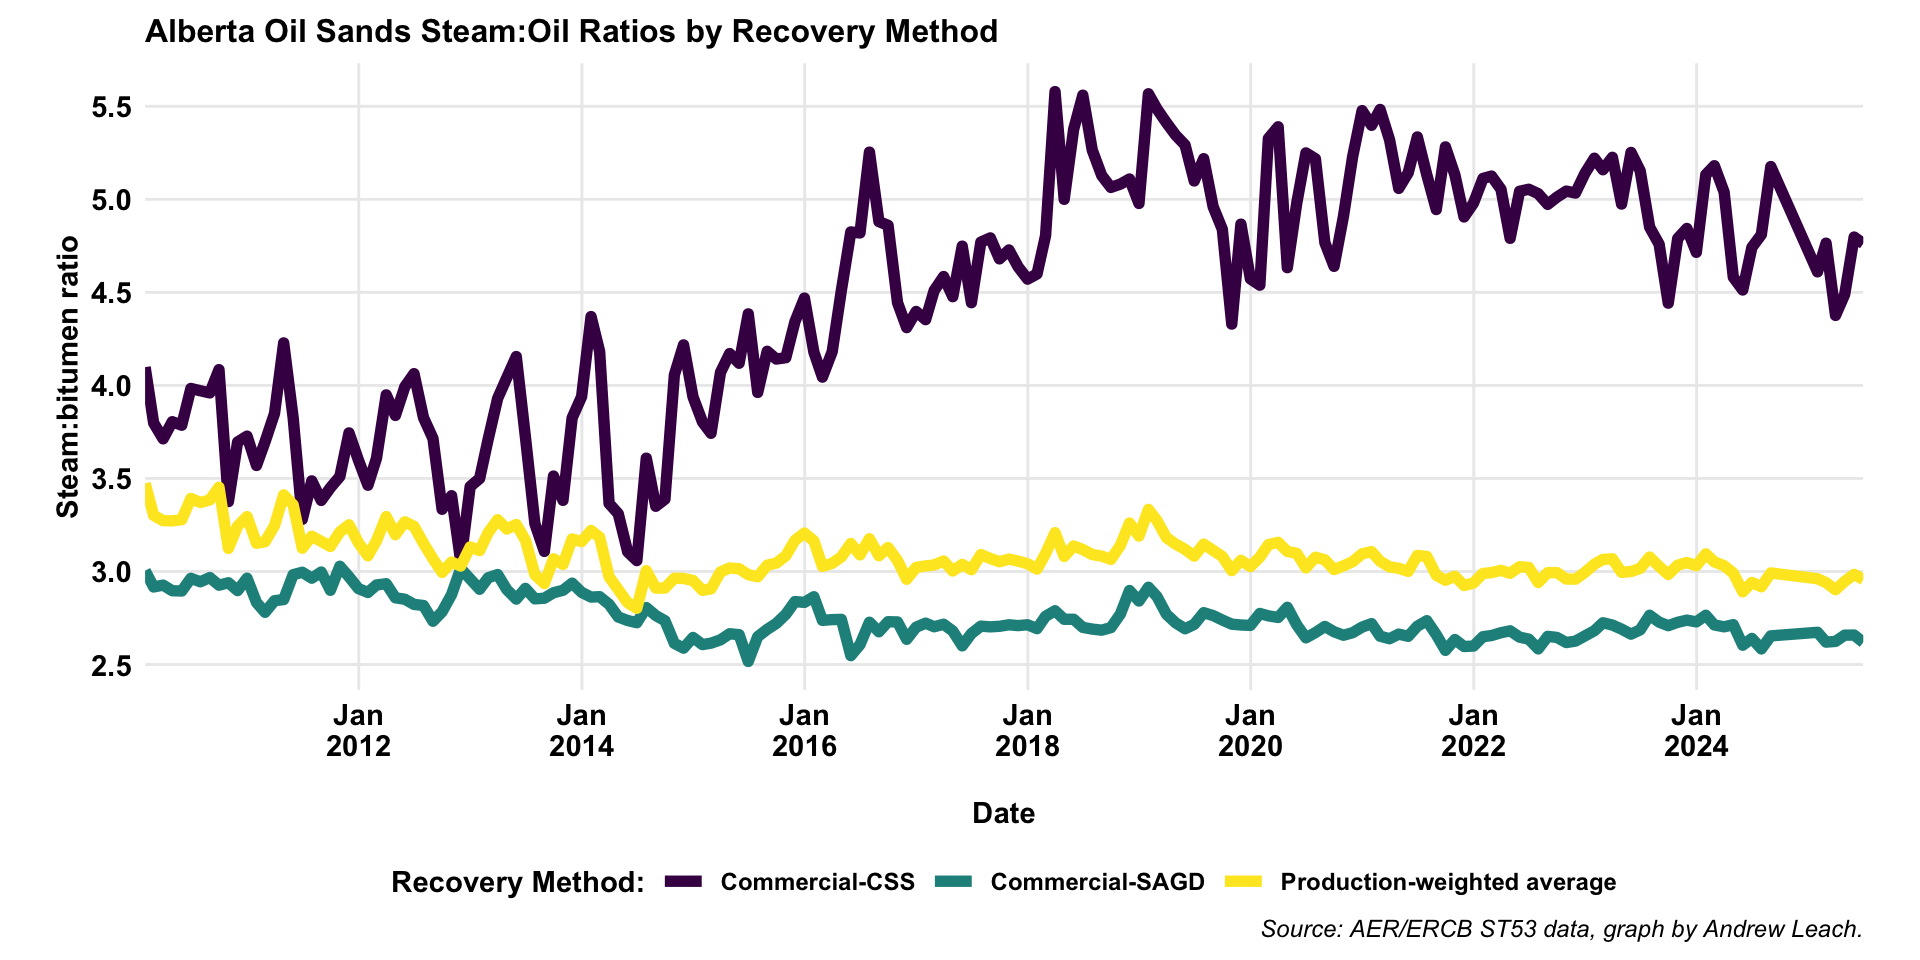 Alberta Oil Sands Steam:Oil Ratios by Recovery Method
Steam:bitumen ratio
5.5
5.0
4.5
4.0
3.5
3.0
2.5
Jan Jan Jan Jan Jan Jan Jan
2012 2014 2016 2018 2020 2022 2024
Date
Recovery Method: Commercial-CSS Commercial-SAGD Production-weighted average
Source: AER/ERCB ST53 data, graph by Andrew Leach.